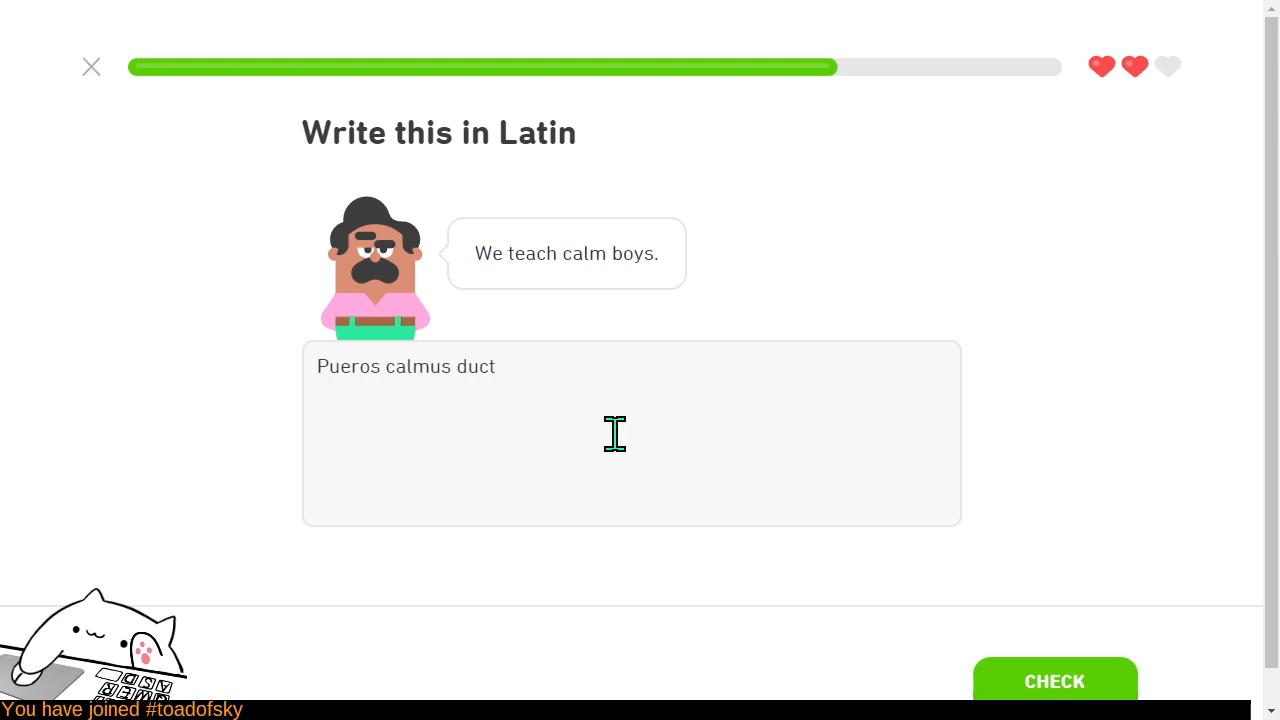 Write this in Latin
We teach calm boys.
Pueros calmus duct
CHECK
You have joined #toadofsky